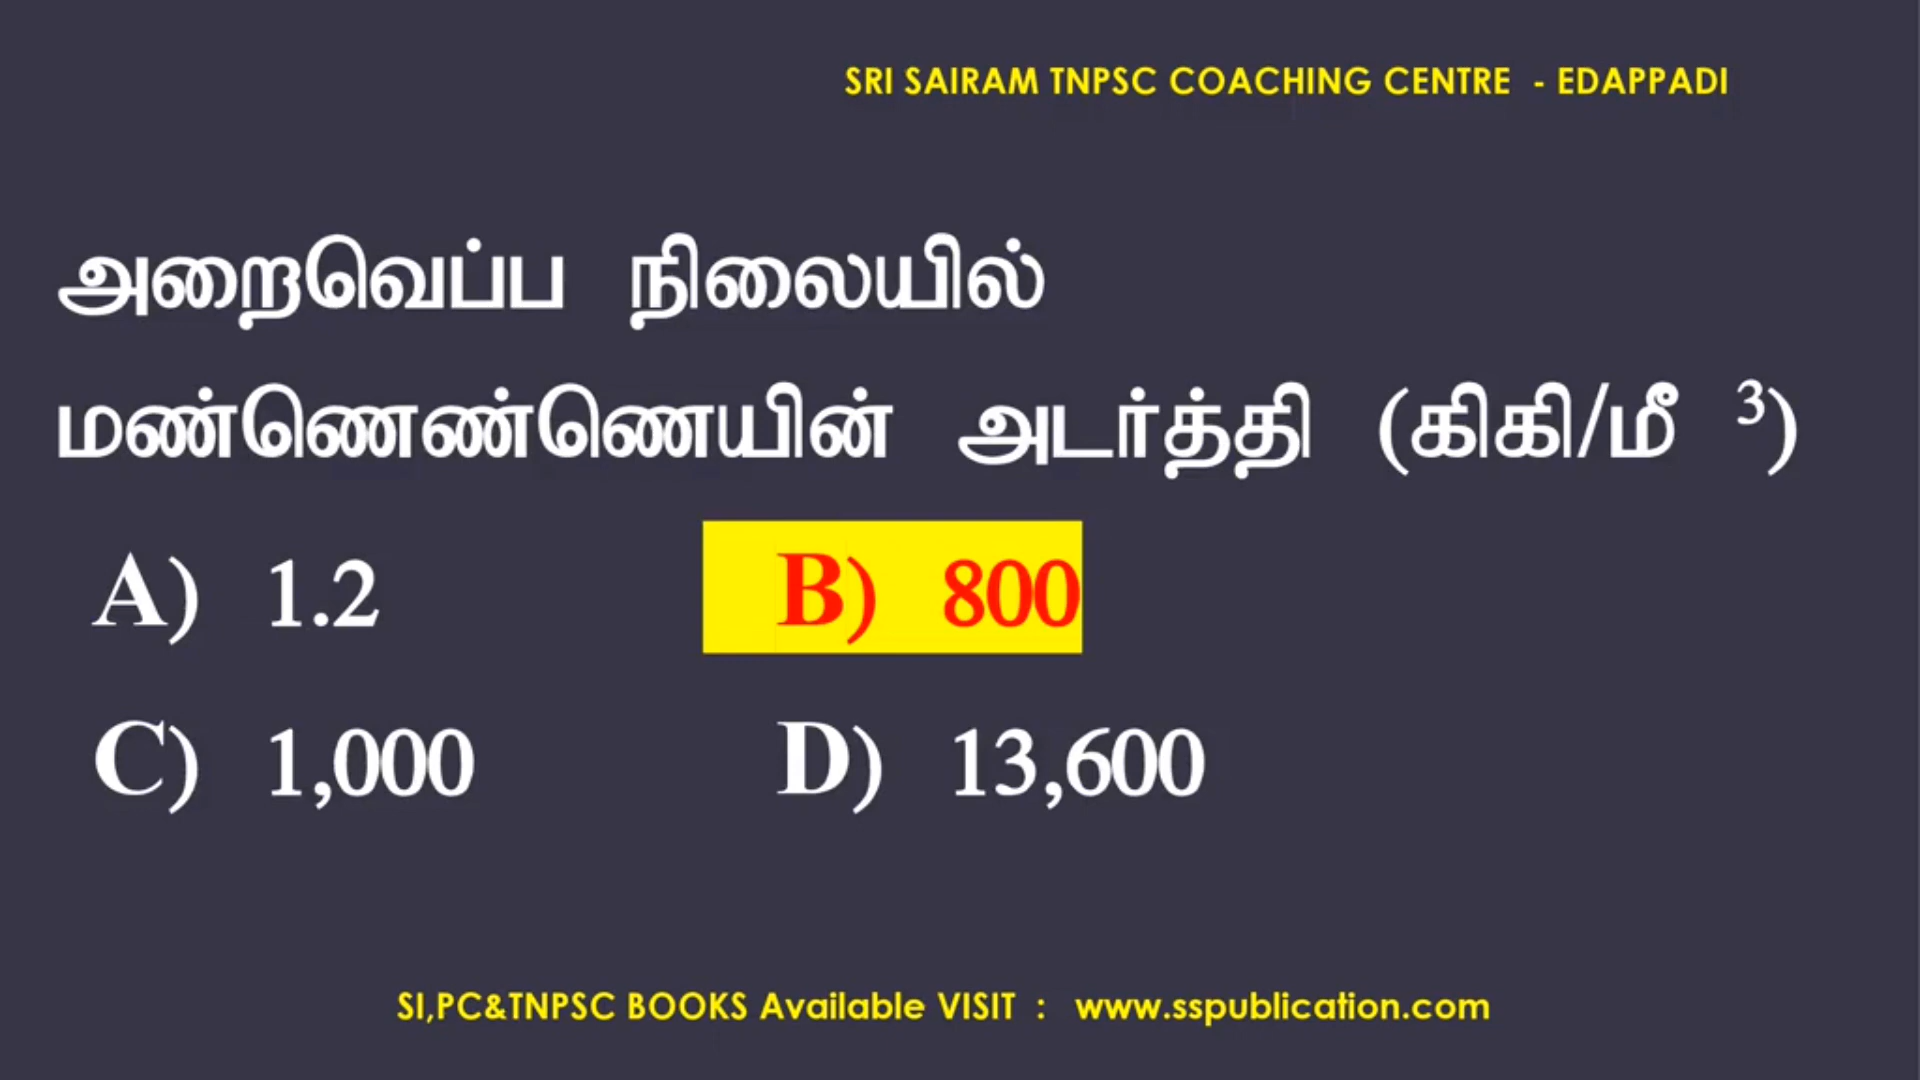 SRI SAIRAM TNPSC COACHING CENTRE - EDAPPADI
அறைவெப்ப நிலையில்
மண்ணெண்ணெயின் அடர்த்தி (கிகி/மீ ³)
A) 1.2 B) 800
C) 1,000 D) 13,600
SI,PC&TNPSC BOOKS Available VISIT : www.sspublication.com